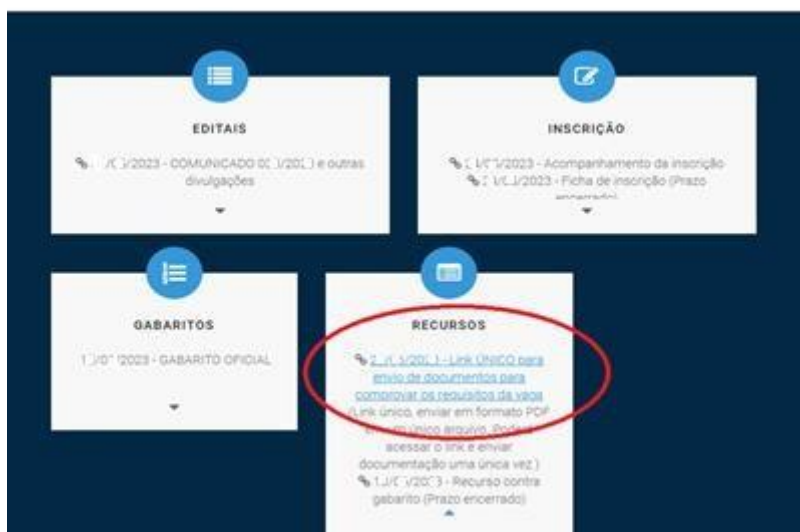 EDITAIS
/2023 - COMUNICADO e outras
divulgações
INSCRIÇÃO
/2023 - Acompanhamento da inscrição
/2023 - Ficha de inscrição (Prazo
encerrado)
GABARITOS
2023 - GABARITO OFICIAL
RECURSOS
- Link ÚNICO para
envio de documentos para
comprovar os requisitos da vaga
(Link único, enviar em formato PDF
único arquivo. Poderá
acessar o link e enviar
documentação uma única vez.)
- Recurso contra
gabarito (Prazo encerrado)